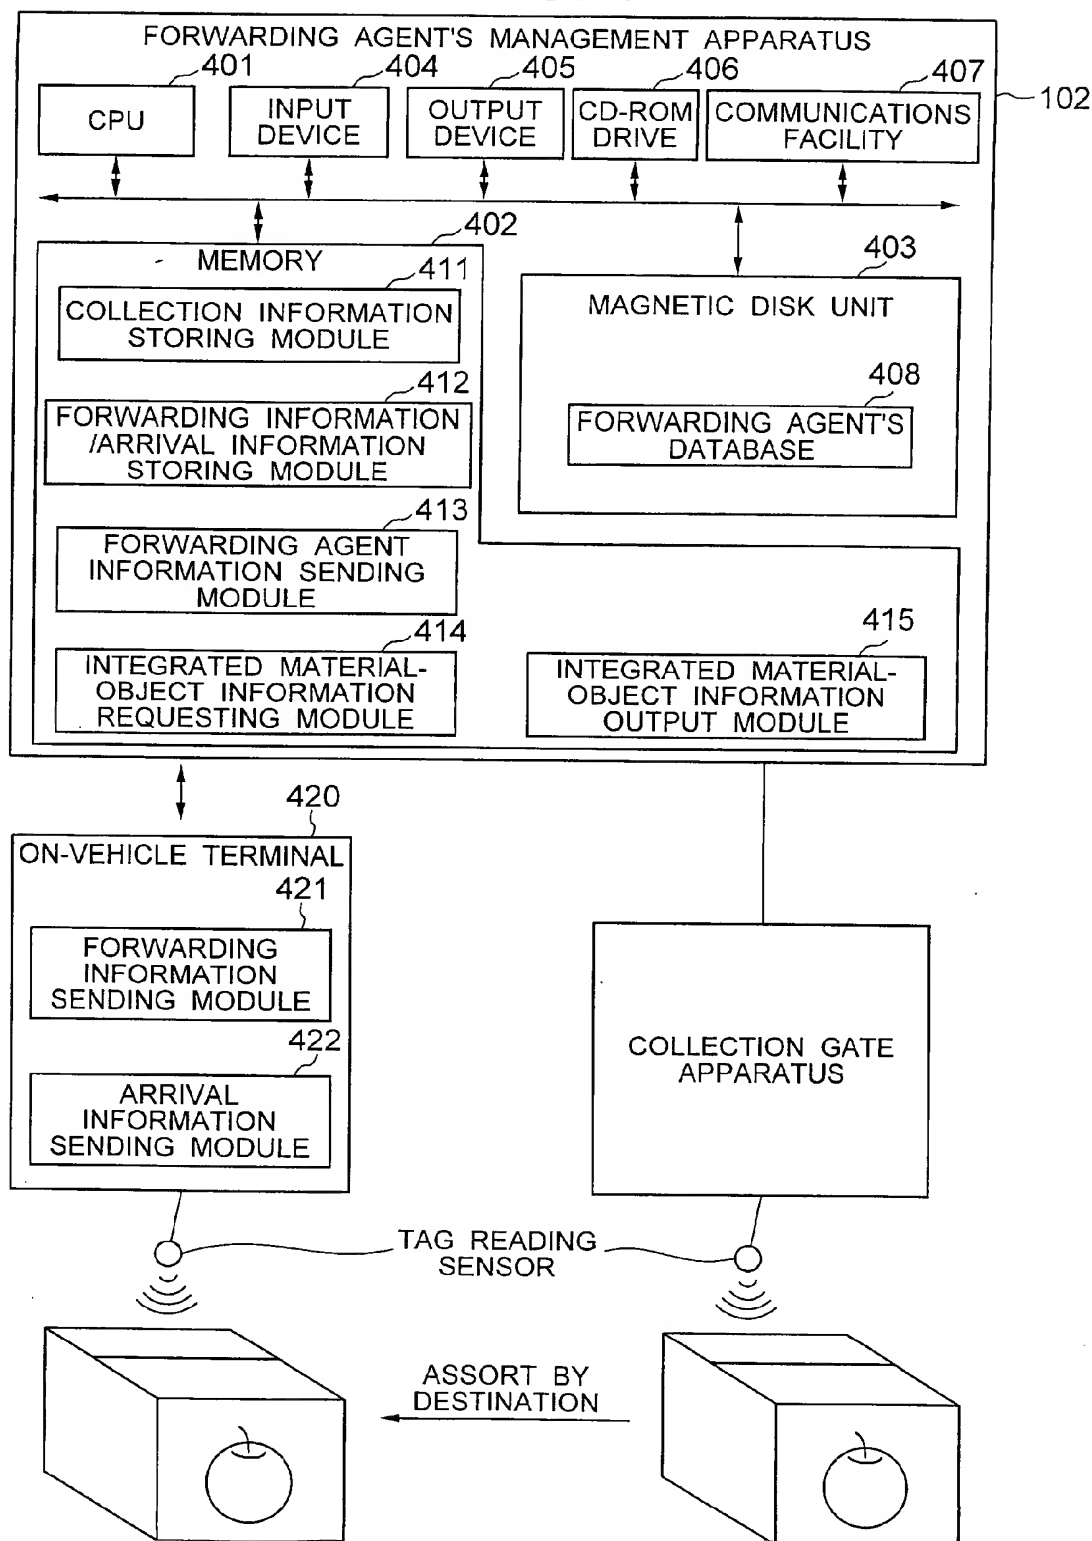 FORWARDING AGENT'S MANAGEMENT APPARATUS
401
404
405
406
407
102
CPU
INPUT
DEVICE
OUTPUT
DEVICE
CD-ROM
DRIVE
COMMUNICATIONS
FACILITY
402
MEMORY
411
COLLECTION INFORMATION
STORING MODULE
412
FORWARDING INFORMATION
/ARRIVAL INFORMATION
STORING MODULE
413
FORWARDING AGENT
INFORMATION SENDING
MODULE
414
INTEGRATED MATERIAL-
OBJECT INFORMATION
REQUESTING MODULE
403
MAGNETIC DISK UNIT
408
FORWARDING AGENT'S
DATABASE
415
INTEGRATED MATERIAL-
OBJECT INFORMATION
OUTPUT MODULE
420
ON-VEHICLE TERMINAL
421
FORWARDING
INFORMATION
SENDING MODULE
422
ARRIVAL
INFORMATION
SENDING MODULE
COLLECTION GATE
APPARATUS
TAG READING
SENSOR
ASSORT BY
DESTINATION